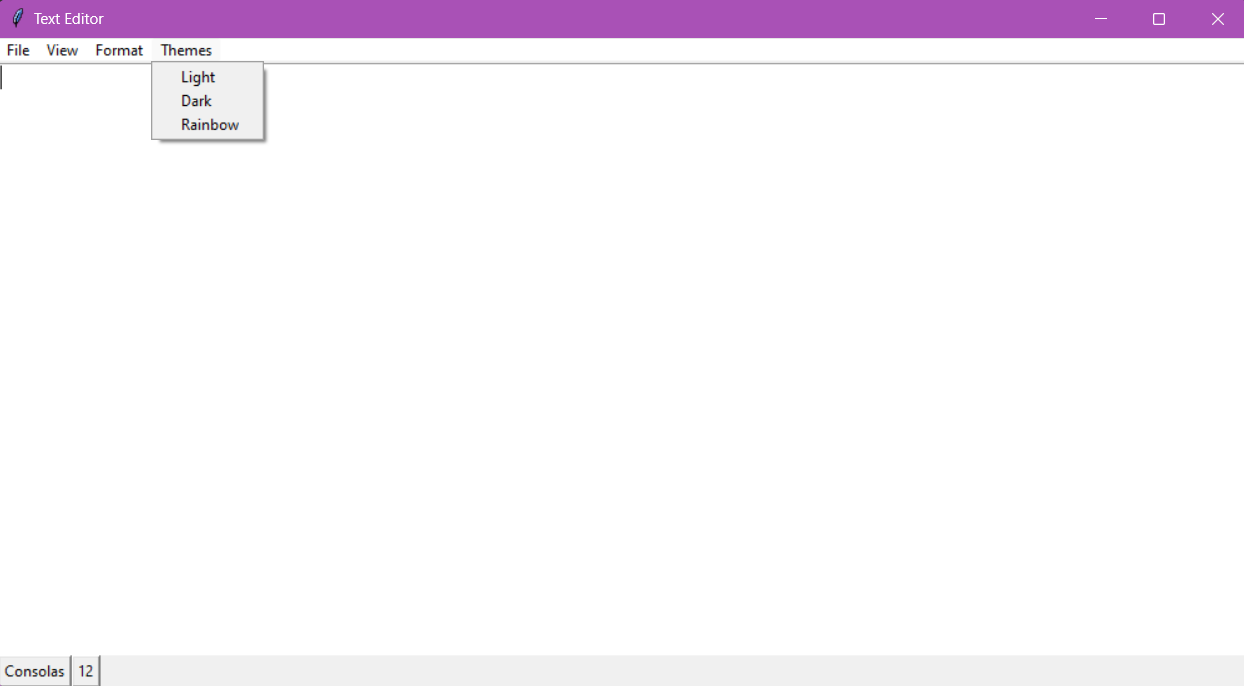 Text Editor
File View Format Themes
Light
Dark
Rainbow
Consolas 12